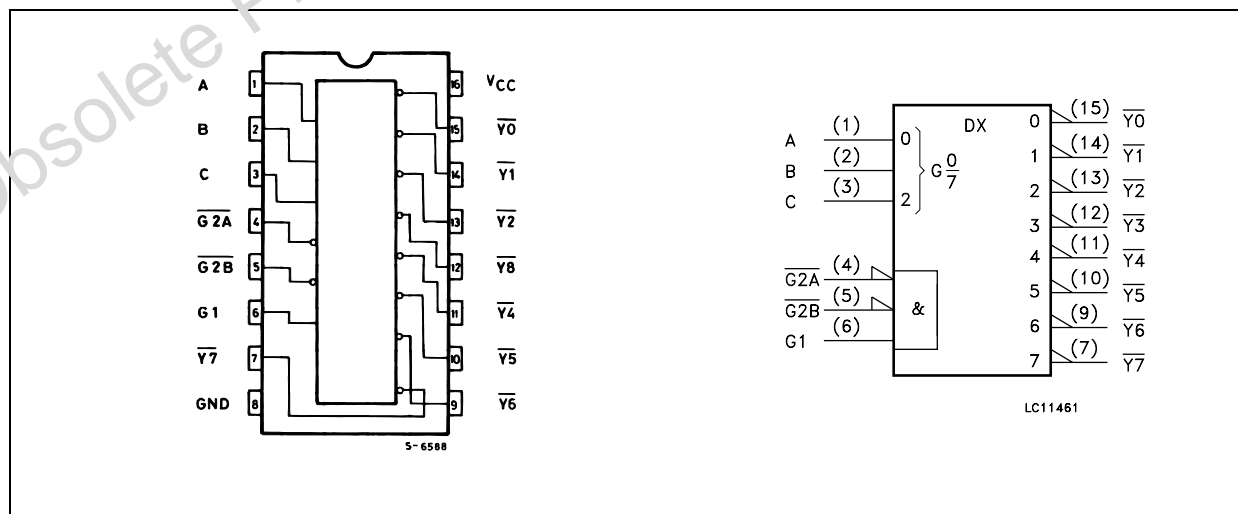 Obsolete P
A 1 16 VCC
B 2 15 Y0
C 3 14 Y1
G2A 4 13 Y2
G2B 5 12 Y8
G1 6 11 Y4
Y7 7 10 Y5
GND 8 9 Y6
S-6588
DX
A (1) 0
B (2) G 0/7
C (3) 2
G2A (4)
G2B (5) &
G1 (6)
0 (15) Y0
1 (14) Y1
2 (13) Y2
3 (12) Y3
4 (11) Y4
5 (10) Y5
6 (9) Y6
7 (7) Y7
LC11461